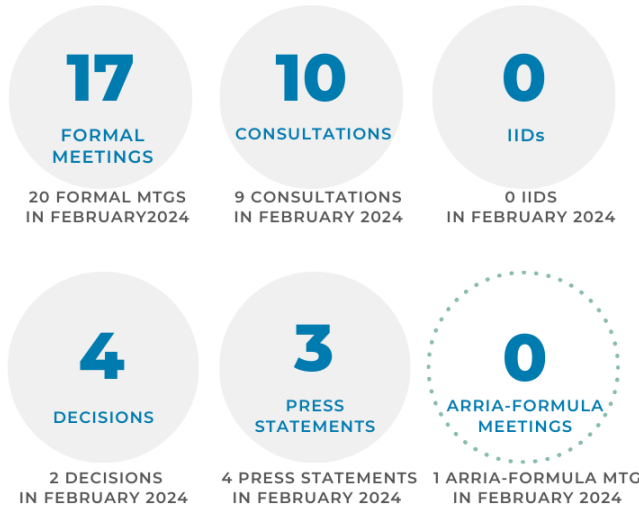 17
FORMAL
MEETINGS
20 FORMAL MTGS
IN FEBRUARY2024
10
CONSULTATIONS
9 CONSULTATIONS
IN FEBRUARY 2024
0
IIDs
0 IIDS
IN FEBRUARY 2024
4
DECISIONS
2 DECISIONS
IN FEBRUARY 2024
3
PRESS
STATEMENTS
4 PRESS STATEMENTS
IN FEBRUARY 2024
0
ARRIA-FORMULA
MEETINGS
1 ARRIA-FORMULA MTG
IN FEBRUARY 2024